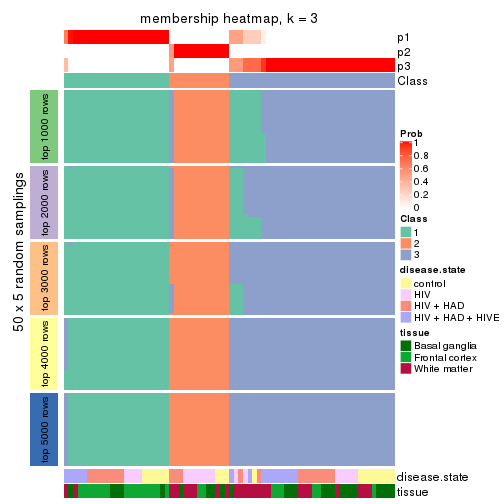 membership heatmap, k = 3
p1
p2
p3
Class
50 x 5 random samplings
top 1000 rows
top 2000 rows
top 3000 rows
top 4000 rows
top 5000 rows
disease.state
tissue
Prob
1
0.8
0.6
0.4
0.2
0
Class
1
2
3
disease.state
control
HIV
HIV + HAD
HIV + HAD + HIVE
tissue
Basal ganglia
Frontal cortex
White matter